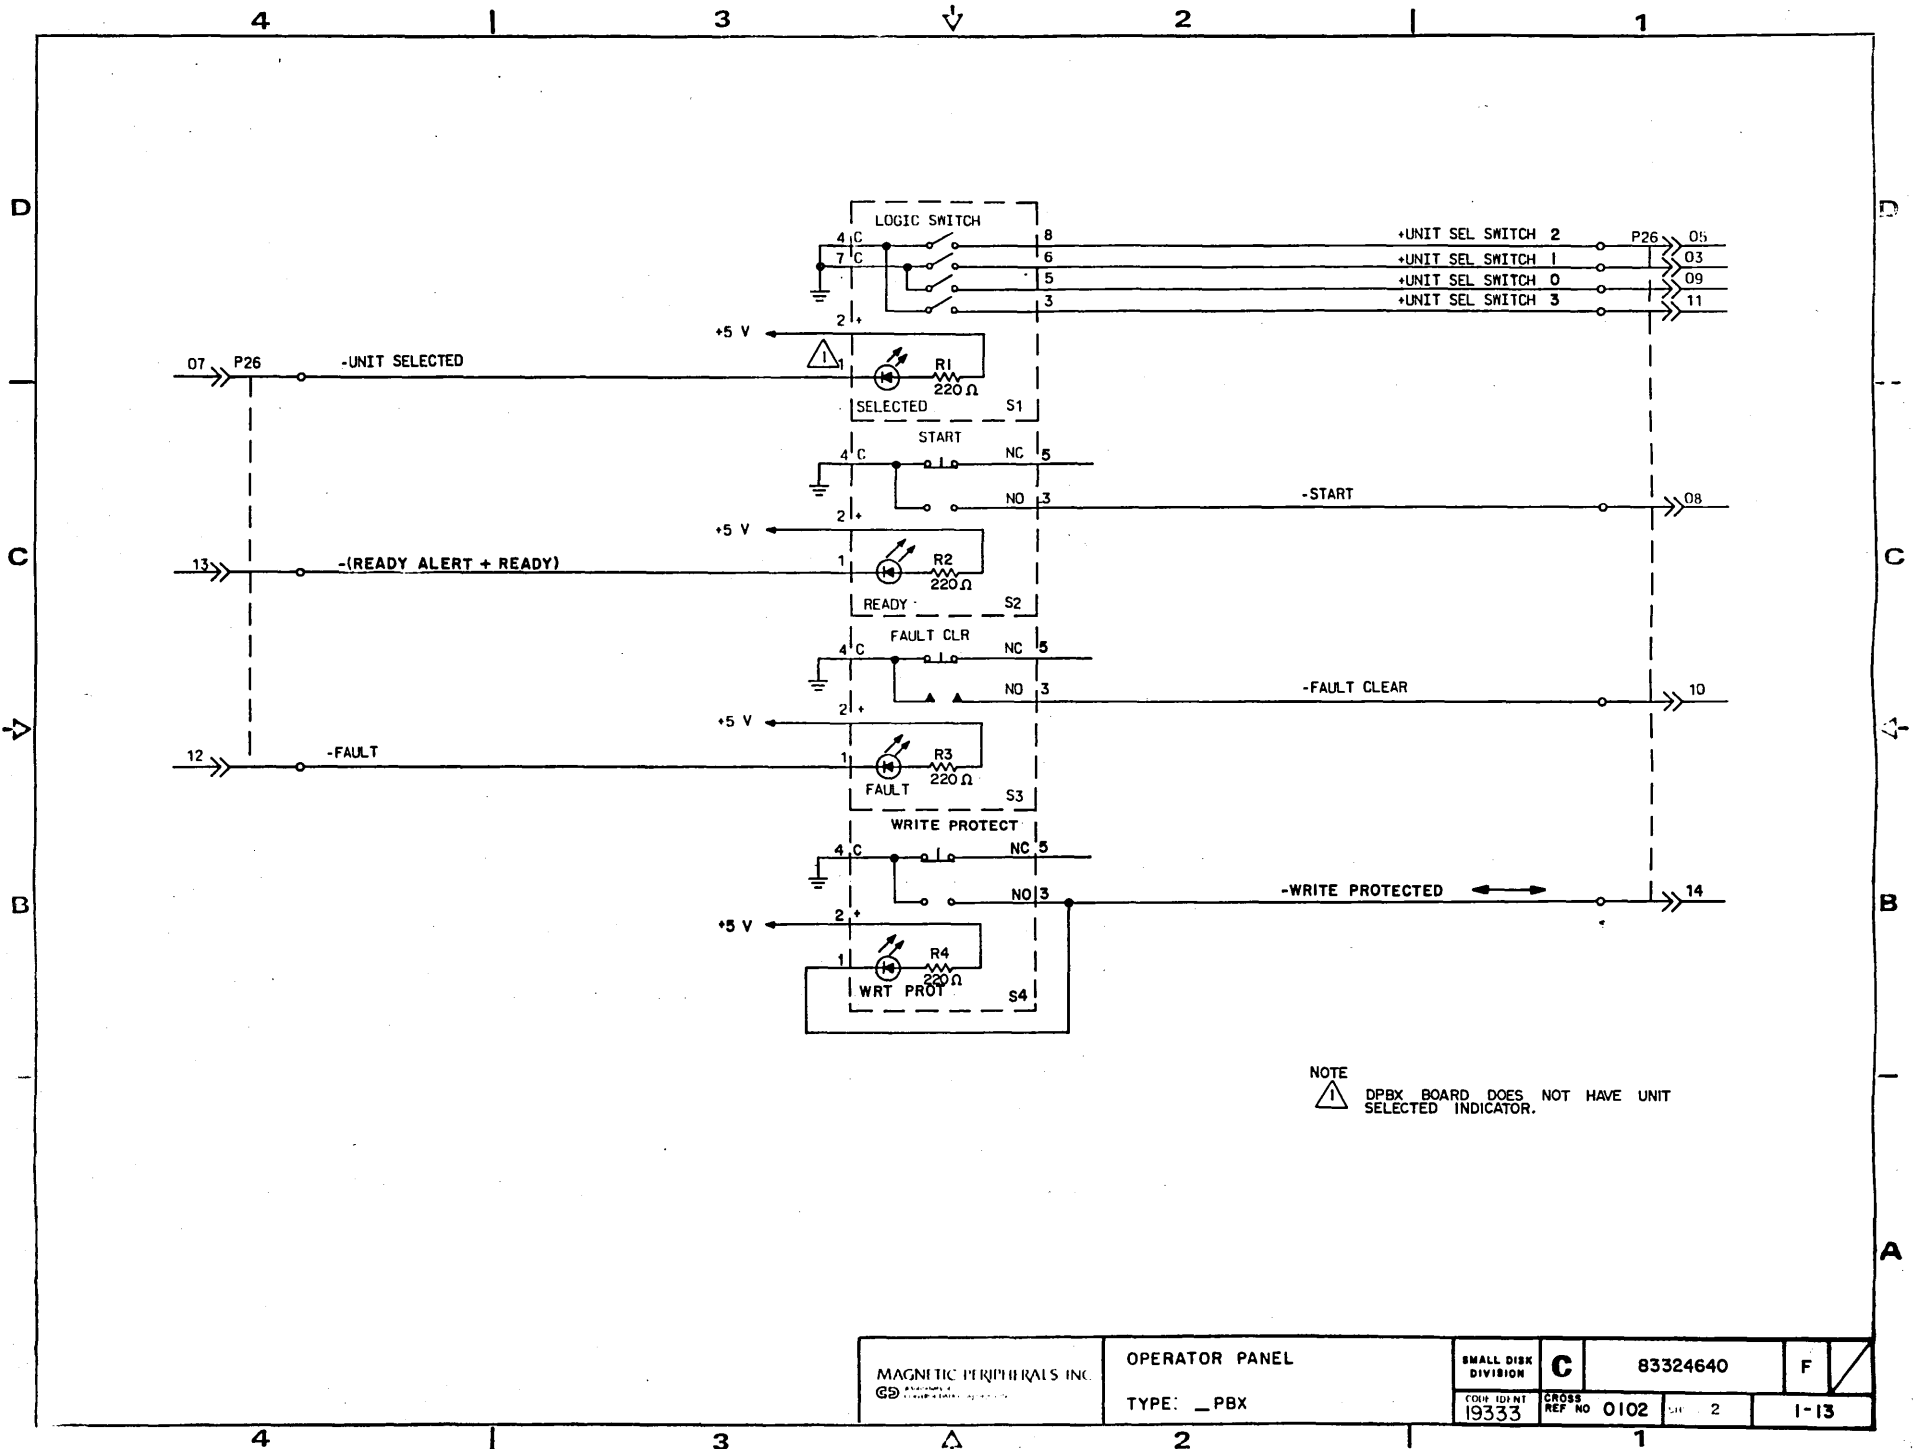 4 3 2 1
D D
LOGIC SWITCH
4 C 8 +UNIT SEL SWITCH 2 P26 05
7 C 6 +UNIT SEL SWITCH 1 03
5 +UNIT SEL SWITCH 0 09
3 +UNIT SEL SWITCH 3 11
+5 V 2 +
07 P26 -UNIT SELECTED 1 1 R1
220 Ω
SELECTED S1
START
4 C NC 5
NO 3 -START 08
+5 V 2 +
C C
13 -(READY ALERT + READY) 1 R2
220 Ω
READY S2
FAULT CLR
4 C NC 5
NO 3 -FAULT CLEAR 10
+5 V 2 +
12 -FAULT 1 R3
220 Ω
FAULT S3
WRITE PROTECT
4 C NC 5
B NO 3 -WRITE PROTECTED 14 B
+5 V 2 +
1 R4
220 Ω
WRT PROT S4
NOTE
1 DPBX BOARD DOES NOT HAVE UNIT
SELECTED INDICATOR.
A
MAGNETIC PERIPHERALS INC.
OPERATOR PANEL
TYPE: _PBX
SMALL DISK
DIVISION
C 83324640 F
CODE IDENT
19333
CROSS
REF NO 0102 2 1-13
4 3 2 1